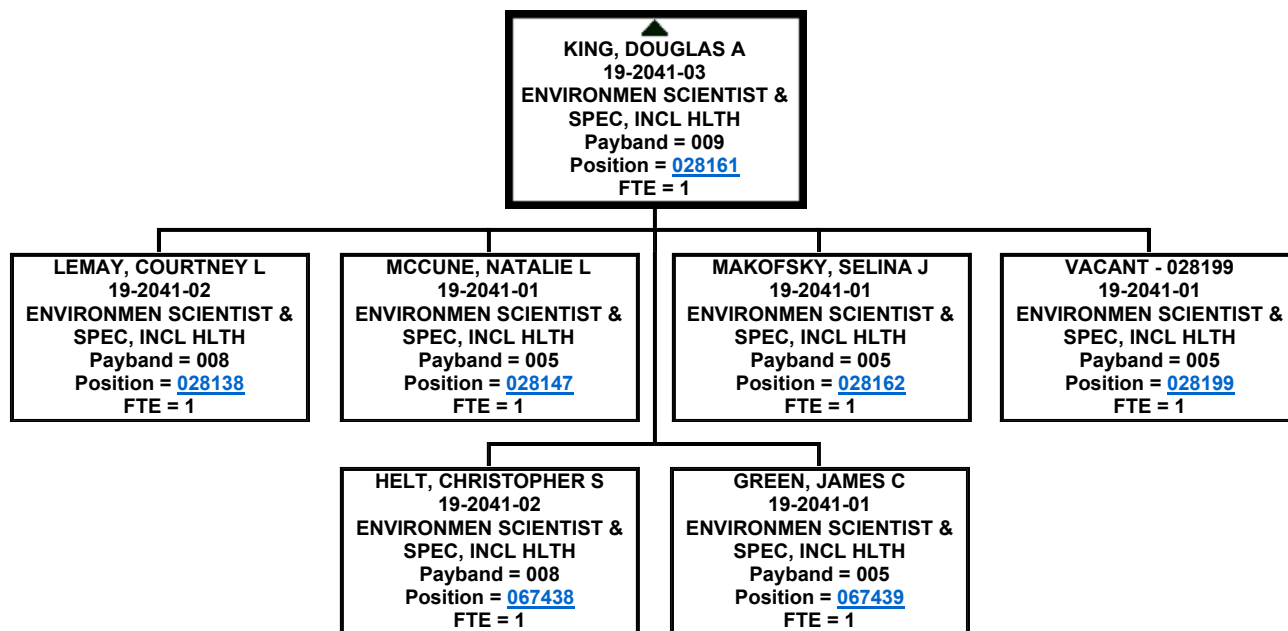 KING, DOUGLAS A
19-2041-03
ENVIRONMEN SCIENTIST &
SPEC, INCL HLTH
Payband = 009
Position = 028161
FTE = 1
LEMAY, COURTNEY L
19-2041-02
ENVIRONMEN SCIENTIST &
SPEC, INCL HLTH
Payband = 008
Position = 028138
FTE = 1
MCCUNE, NATALIE L
19-2041-01
ENVIRONMEN SCIENTIST &
SPEC, INCL HLTH
Payband = 005
Position = 028147
FTE = 1
MAKOFSKY, SELINA J
19-2041-01
ENVIRONMEN SCIENTIST &
SPEC, INCL HLTH
Payband = 005
Position = 028162
FTE = 1
VACANT - 028199
19-2041-01
ENVIRONMEN SCIENTIST &
SPEC, INCL HLTH
Payband = 005
Position = 028199
FTE = 1
HELT, CHRISTOPHER S
19-2041-02
ENVIRONMEN SCIENTIST &
SPEC, INCL HLTH
Payband = 008
Position = 067438
FTE = 1
GREEN, JAMES C
19-2041-01
ENVIRONMEN SCIENTIST &
SPEC, INCL HLTH
Payband = 005
Position = 067439
FTE = 1